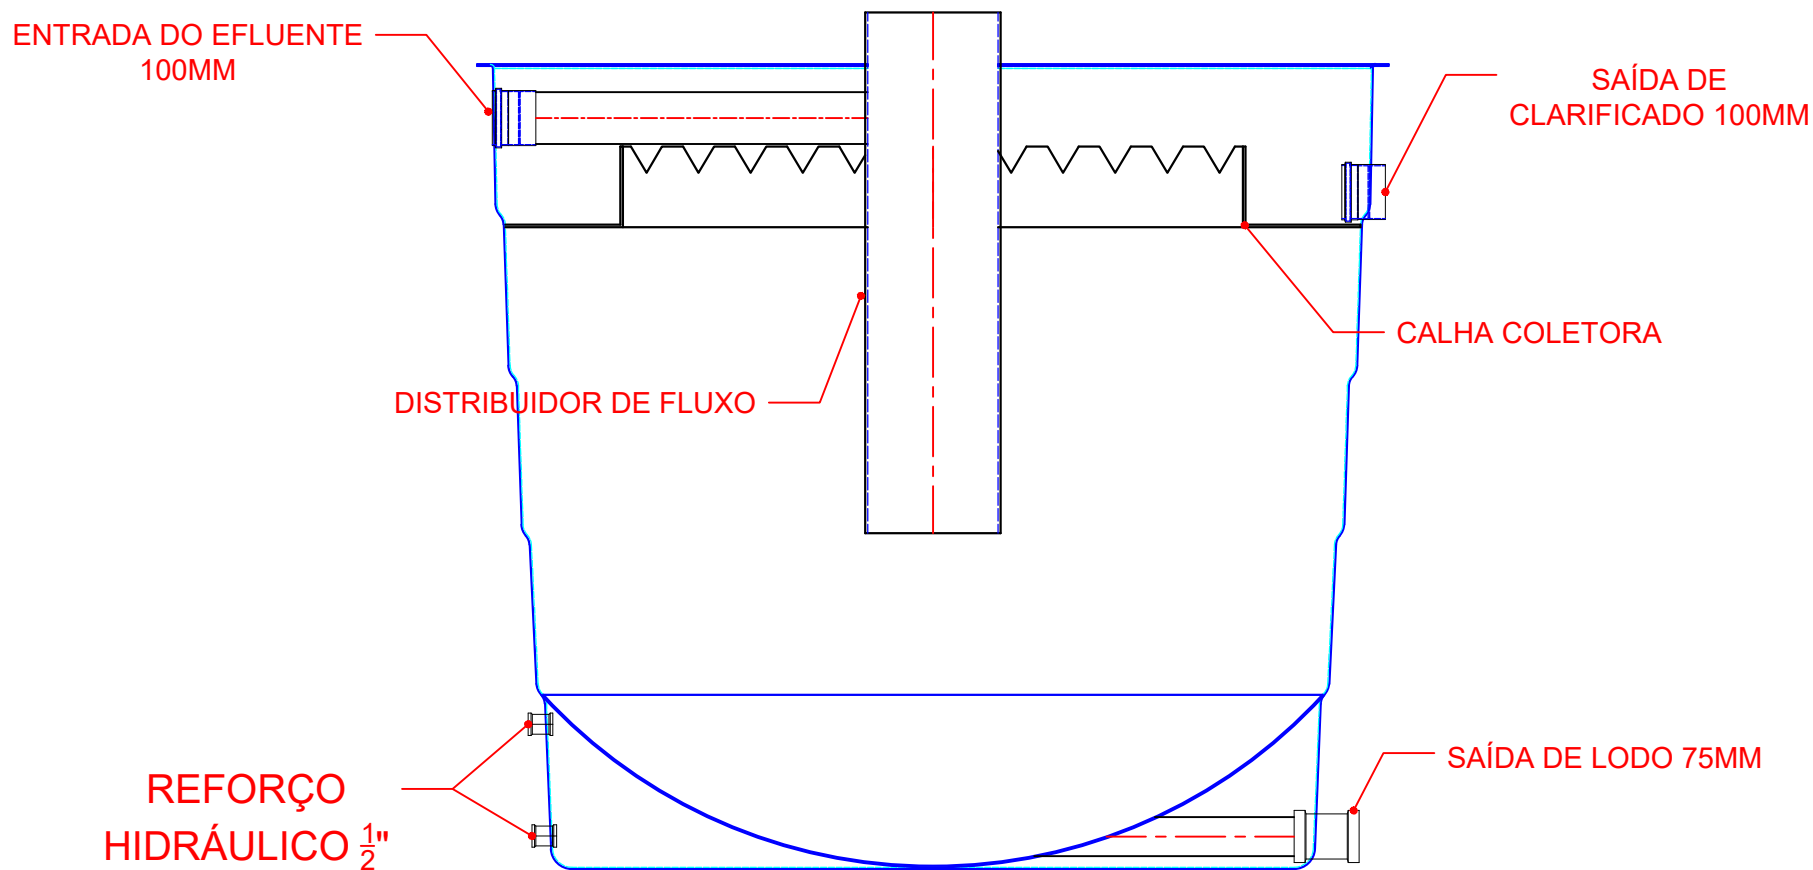 ENTRADA DO EFLUENTE
100MM
SAÍDA DE
CLARIFICADO 100MM
CALHA COLETORA
DISTRIBUIDOR DE FLUXO
SAÍDA DE LODO 75MM
REFORÇO
HIDRÁULICO 1/2"